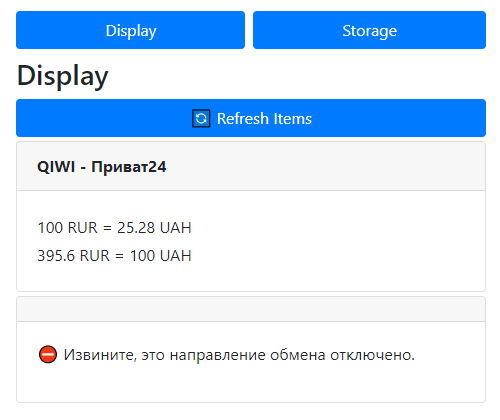 Display
Storage
Display
Refresh Items
QIWI - Приват24
100 RUR = 25.28 UAH
395.6 RUR = 100 UAH
Извините, это направление обмена отключено.